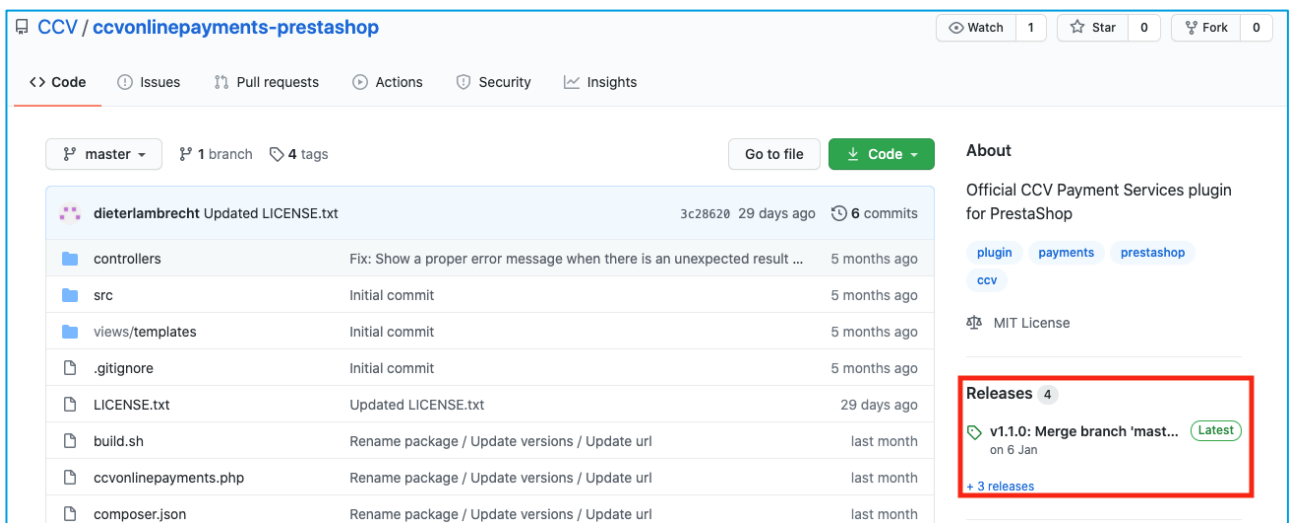 CCV / ccvonlinepayments-prestashop
Watch 1 Star 0 Fork 0
<> Code Issues Pull requests Actions Security Insights
master 1 branch 4 tags Go to file Code
dieterlambrecht Updated LICENSE.txt 3c28620 29 days ago 6 commits
controllers Fix: Show a proper error message when there is an unexpected result ... 5 months ago
src Initial commit 5 months ago
views/templates Initial commit 5 months ago
.gitignore Initial commit 5 months ago
LICENSE.txt Updated LICENSE.txt 29 days ago
build.sh Rename package / Update versions / Update url last month
ccvonlinepayments.php Rename package / Update versions / Update url last month
composer.json Rename package / Update versions / Update url last month
About
Official CCV Payment Services plugin
for PrestaShop
plugin payments prestashop
ccv
MIT License
Releases 4
v1.1.0: Merge branch 'mast... Latest
on 6 Jan
+ 3 releases